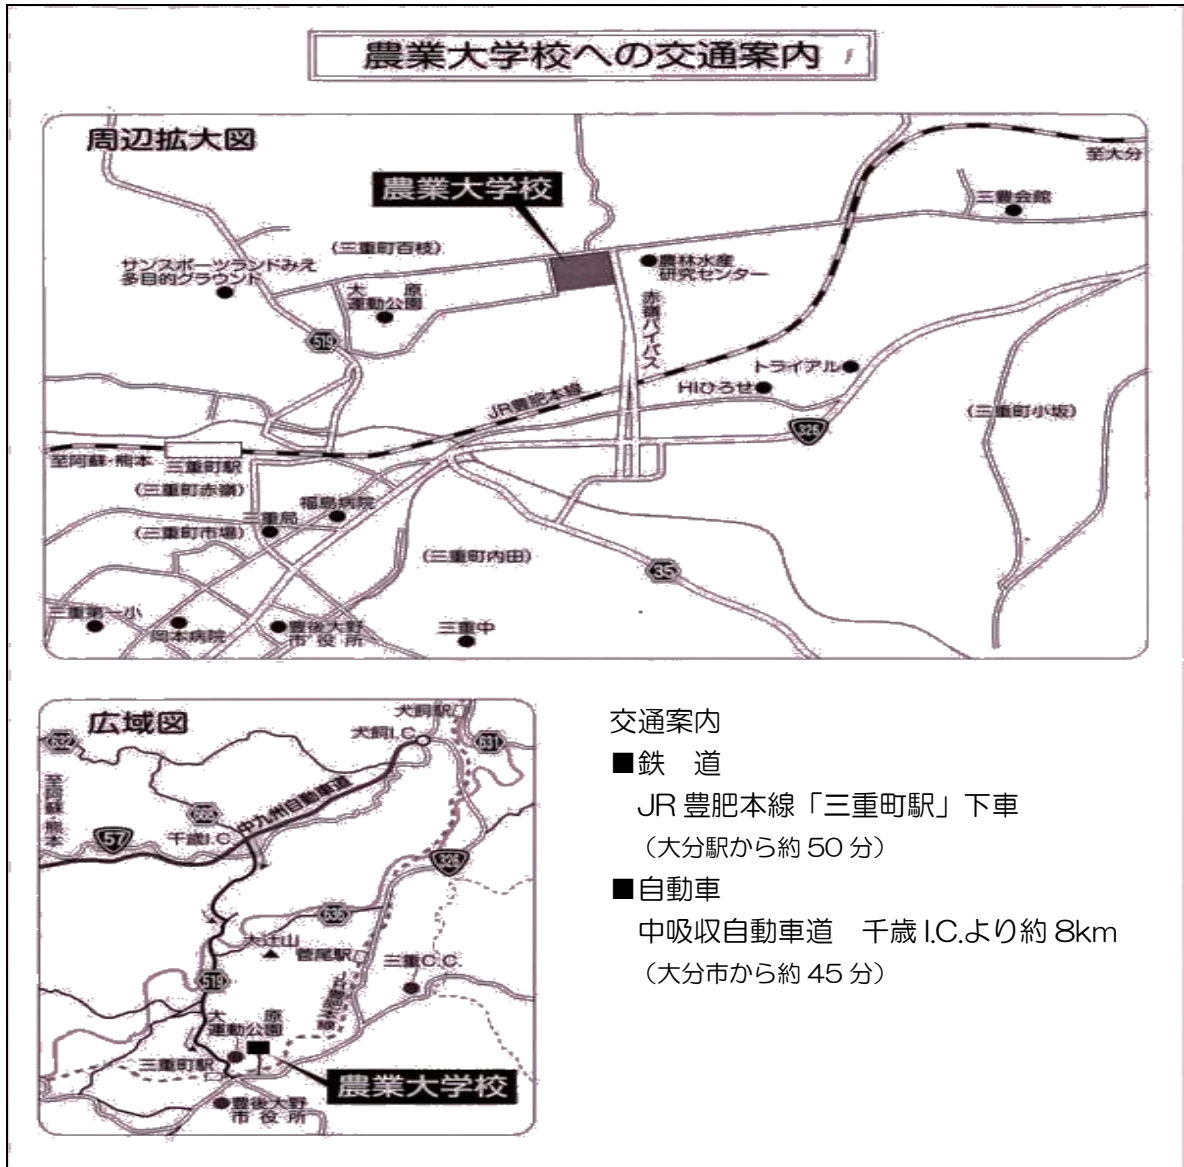 農業大学校への交通案内
周辺拡大図
至大分
農業大学校
三豊会館
(三重町百枝)
サンスポーツランドみえ
多目的グラウンド
農林水産
研究センター
大原
運動公園
赤嶺バイパス
519
トライアル
HIひろせ
JR豊肥本線
(三重町小坂)
326
至阿蘇・熊本
三重町駅
(三重町赤嶺)
福島病院
三重局
(三重町市場)
(三重町内田)
35
三重第一小
岡本病院
豊後大野
市役所
三重中
広域図
犬飼駅
犬飼I.C.
632
631
至阿蘇・熊本
中九州自動車道
57
千歳I.C
326
636
大辻山
菅尾駅
三重C.C.
519
JR豊肥本線
大原
運動公園
三重町駅
農業大学校
豊後大野
市役所
交通案内
■鉄 道
JR豊肥本線「三重町駅」下車
（大分駅から約50分）
■自動車
中吸収自動車道 千歳I.C.より約8km
（大分市から約45分）